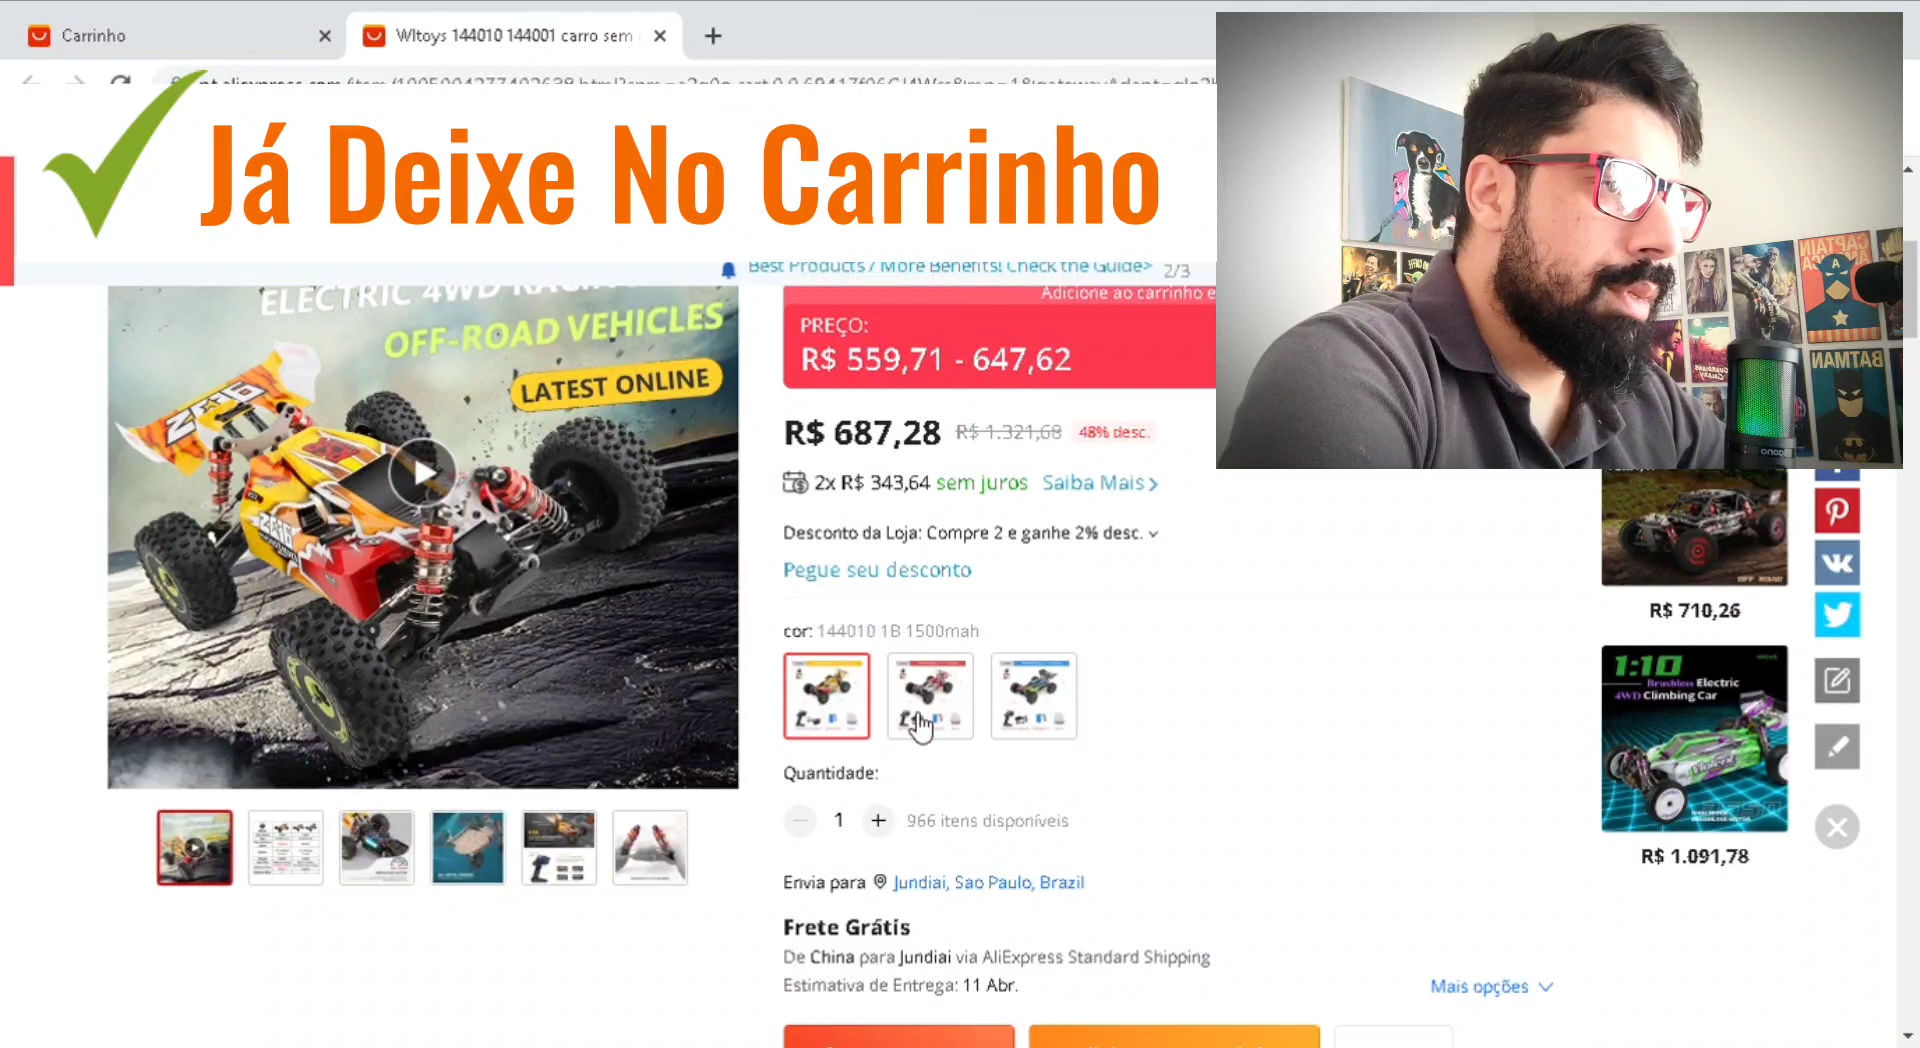 Carrinho
Wltoys 144010 144001 carro sem
Já Deixe No Carrinho
Best Products / More Benefits! Check the Guide> 2/3
Adicione ao carrinho e
ELECTRIC 4WD
OFF-ROAD VEHICLES
LATEST ONLINE
PREÇO:
R$ 559,71 - 647,62
R$ 687,28 R$ 1.321,68 48% desc.
2x R$ 343,64 sem juros Saiba Mais >
Desconto da Loja: Compre 2 e ganhe 2% desc.
Pegue seu desconto
cor: 144010 1B 1500mah
Quantidade:
1 + 966 itens disponíveis
Envia para Jundiai, Sao Paulo, Brazil
Frete Grátis
De China para Jundiai via AliExpress Standard Shipping
Estimativa de Entrega: 11 Abr.
Mais opções
R$ 710,26
1:10
Brushless Electric
4WD Climbing Car
R$ 1.091,78
CAPTAIN
BATMAN